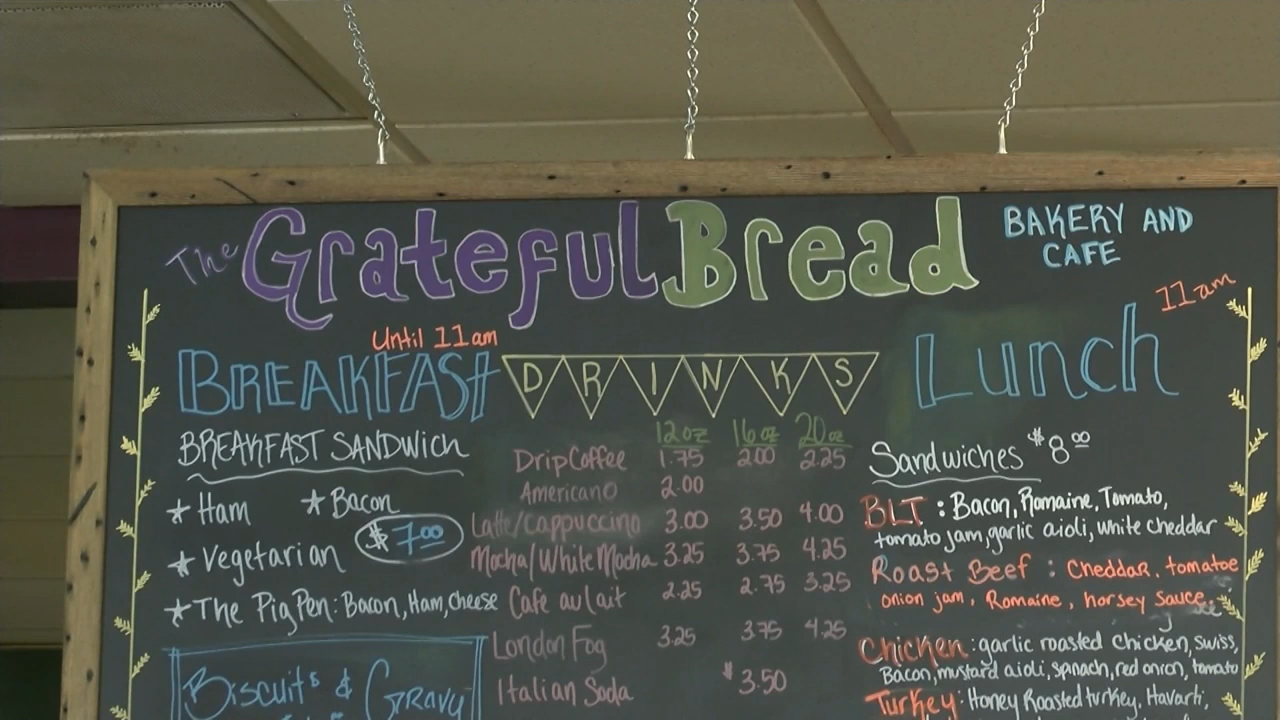 The Grateful Bread
BAKERY AND
CAFE
Until 11am
BREAKFAST
BREAKFAST SANDWICH
★ Ham ★ Bacon
★ Vegetarian $7.00
★ The Pig Pen: Bacon, Ham, Cheese
Biscuits & Gravy
DRINKS
12oz 16oz 20oz
Drip Coffee 1.75 2.00 2.25
Americano 2.00
Latte/cappuccino 3.00 3.50 4.00
Mocha/White Mocha 3.25 3.75 4.25
Cafe au lait 2.25 2.75 3.25
London Fog 3.25 3.75 4.25
Italian Soda $3.50
11am
Lunch
Sandwiches $8.00
BLT : Bacon, Romaine, Tomato,
tomato jam, garlic aioli, white cheddar
Roast Beef : Cheddar, tomatoe
onion jam, Romaine, horsey sauce,
Chicken : garlic roasted Chicken, swiss,
Bacon, mustard aioli, spinach, red onion, tomato
Turkey : Honey Roasted turkey, Havarti,